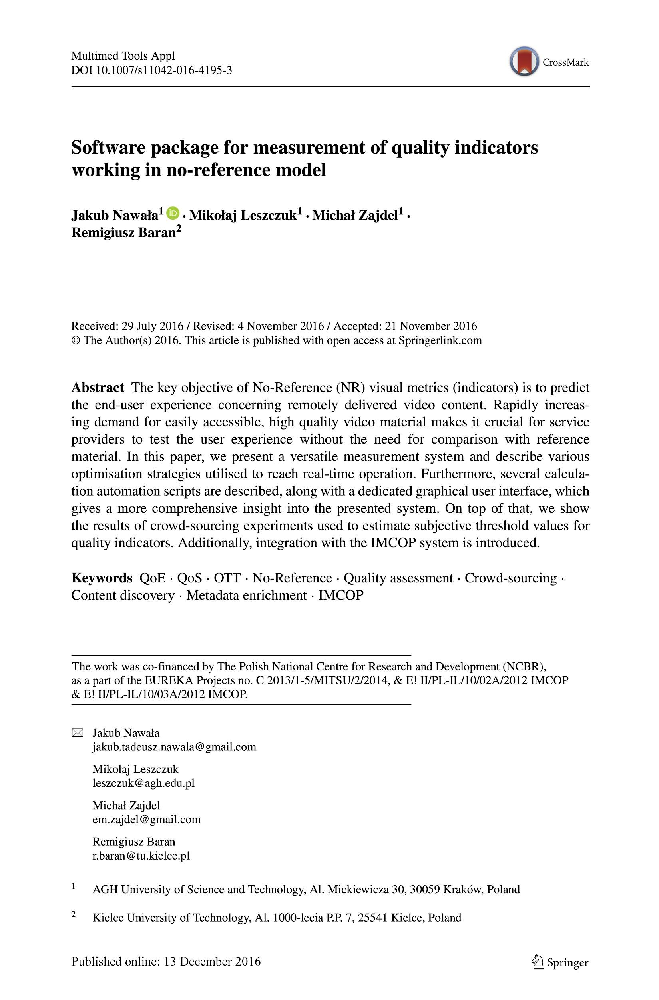 Multimed Tools Appl
DOI 10.1007/s11042-016-4195-3
CrossMark
Software package for measurement of quality indicators
working in no-reference model
Jakub Nawała1 iD · Mikołaj Leszczuk1 · Michał Zajdel1 ·
Remigiusz Baran2
Received: 29 July 2016 / Revised: 4 November 2016 / Accepted: 21 November 2016
© The Author(s) 2016. This article is published with open access at Springerlink.com
Abstract The key objective of No-Reference (NR) visual metrics (indicators) is to predict
the end-user experience concerning remotely delivered video content. Rapidly increas-
ing demand for easily accessible, high quality video material makes it crucial for service
providers to test the user experience without the need for comparison with reference
material. In this paper, we present a versatile measurement system and describe various
optimisation strategies utilised to reach real-time operation. Furthermore, several calcula-
tion automation scripts are described, along with a dedicated graphical user interface, which
gives a more comprehensive insight into the presented system. On top of that, we show
the results of crowd-sourcing experiments used to estimate subjective threshold values for
quality indicators. Additionally, integration with the IMCOP system is introduced.
Keywords QoE · QoS · OTT · No-Reference · Quality assessment · Crowd-sourcing ·
Content discovery · Metadata enrichment · IMCOP
The work was co-financed by The Polish National Centre for Research and Development (NCBR),
as a part of the EUREKA Projects no. C 2013/1-5/MITSU/2/2014, & E! II/PL-IL/10/02A/2012 IMCOP
& E! II/PL-IL/10/03A/2012 IMCOP.
Jakub Nawała
jakub.tadeusz.nawala@gmail.com
Mikołaj Leszczuk
leszczuk@agh.edu.pl
Michał Zajdel
em.zajdel@gmail.com
Remigiusz Baran
r.baran@tu.kielce.pl
1 AGH University of Science and Technology, Al. Mickiewicza 30, 30059 Kraków, Poland
2 Kielce University of Technology, Al. 1000-lecia P.P. 7, 25541 Kielce, Poland
Published online: 13 December 2016
Springer